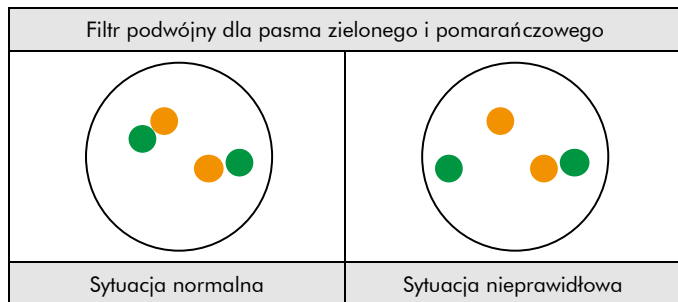 Filtr podwójny dla pasma zielonego i pomarańczowego
Sytuacja normalna
Sytuacja nieprawidłowa